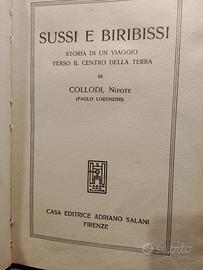 SUSSI E BIRIBISSI
STORIA DI UN VIAGGIO
VERSO IL CENTRO DELLA TERRA
DI
COLLODI, NIPOTE
(PAOLO LORENZINI)
CASA EDITRICE ADRIANO SALANI
FIRENZE
subito